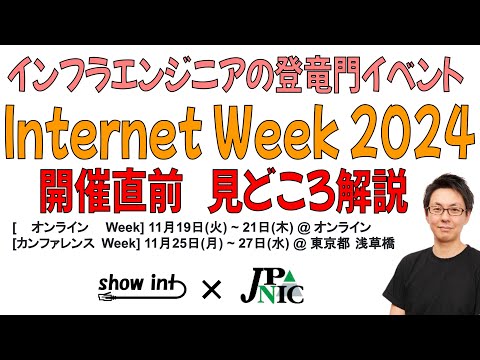 インフラエンジニアの登竜門イベント
Internet Week 2024
開催直前 見どころ解説
[ オンライン Week] 11月19日(火) ~ 21日(木) @ オンライン
[カンファレンス Week] 11月25日(月) ~ 27日(水) @ 東京都 浅草橋
show int × JPNIC